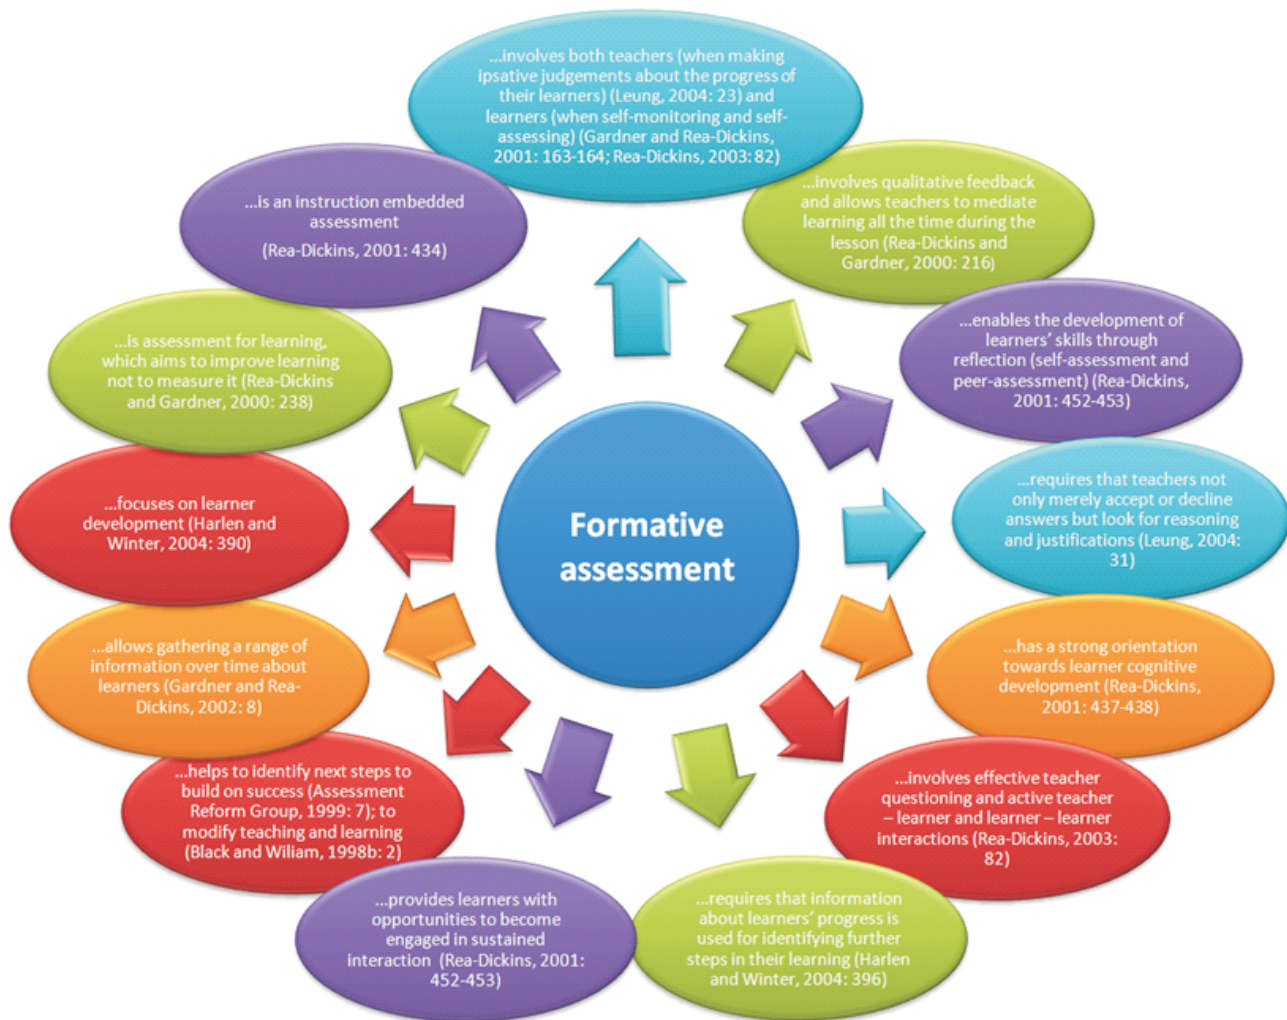 ...involves both teachers (when making
ipsative judgements about the progress of
their learners) (Leung, 2004: 23) and
learners (when self-monitoring and self-
assessing) (Gardner and Rea-Dickins,
2001: 163-164; Rea-Dickins, 2003: 82)
...involves qualitative feedback
and allows teachers to mediate
learning all the time during the
lesson (Rea-Dickins and
Gardner, 2000: 216)
...enables the development of
learners' skills through
reflection (self-assessment and
peer-assessment) (Rea-Dickins,
2001: 452-453)
...requires that teachers not
only merely accept or decline
answers but look for reasoning
and justifications (Leung, 2004:
31)
...has a strong orientation
towards learner cognitive
development (Rea-Dickins,
2001: 437-438)
...involves effective teacher
questioning and active teacher
– learner and learner – learner
interactions (Rea-Dickins, 2003:
82)
...requires that information
about learners' progress is
used for identifying further
steps in their learning (Harlen
and Winter, 2004: 396)
...provides learners with
opportunities to become
engaged in sustained
interaction (Rea-Dickins, 2001:
452-453)
...helps to identify next steps to
build on success (Assessment
Reform Group, 1999: 7); to
modify teaching and learning
(Black and Wiliam, 1998b: 2)
...allows gathering a range of
information over time about
learners (Gardner and Rea-
Dickins, 2002: 8)
...focuses on learner
development (Harlen and
Winter, 2004: 390)
...is assessment for learning,
which aims to improve learning
not to measure it (Rea-Dickins
and Gardner, 2000: 238)
...is an instruction embedded
assessment
(Rea-Dickins, 2001: 434)
Formative
assessment